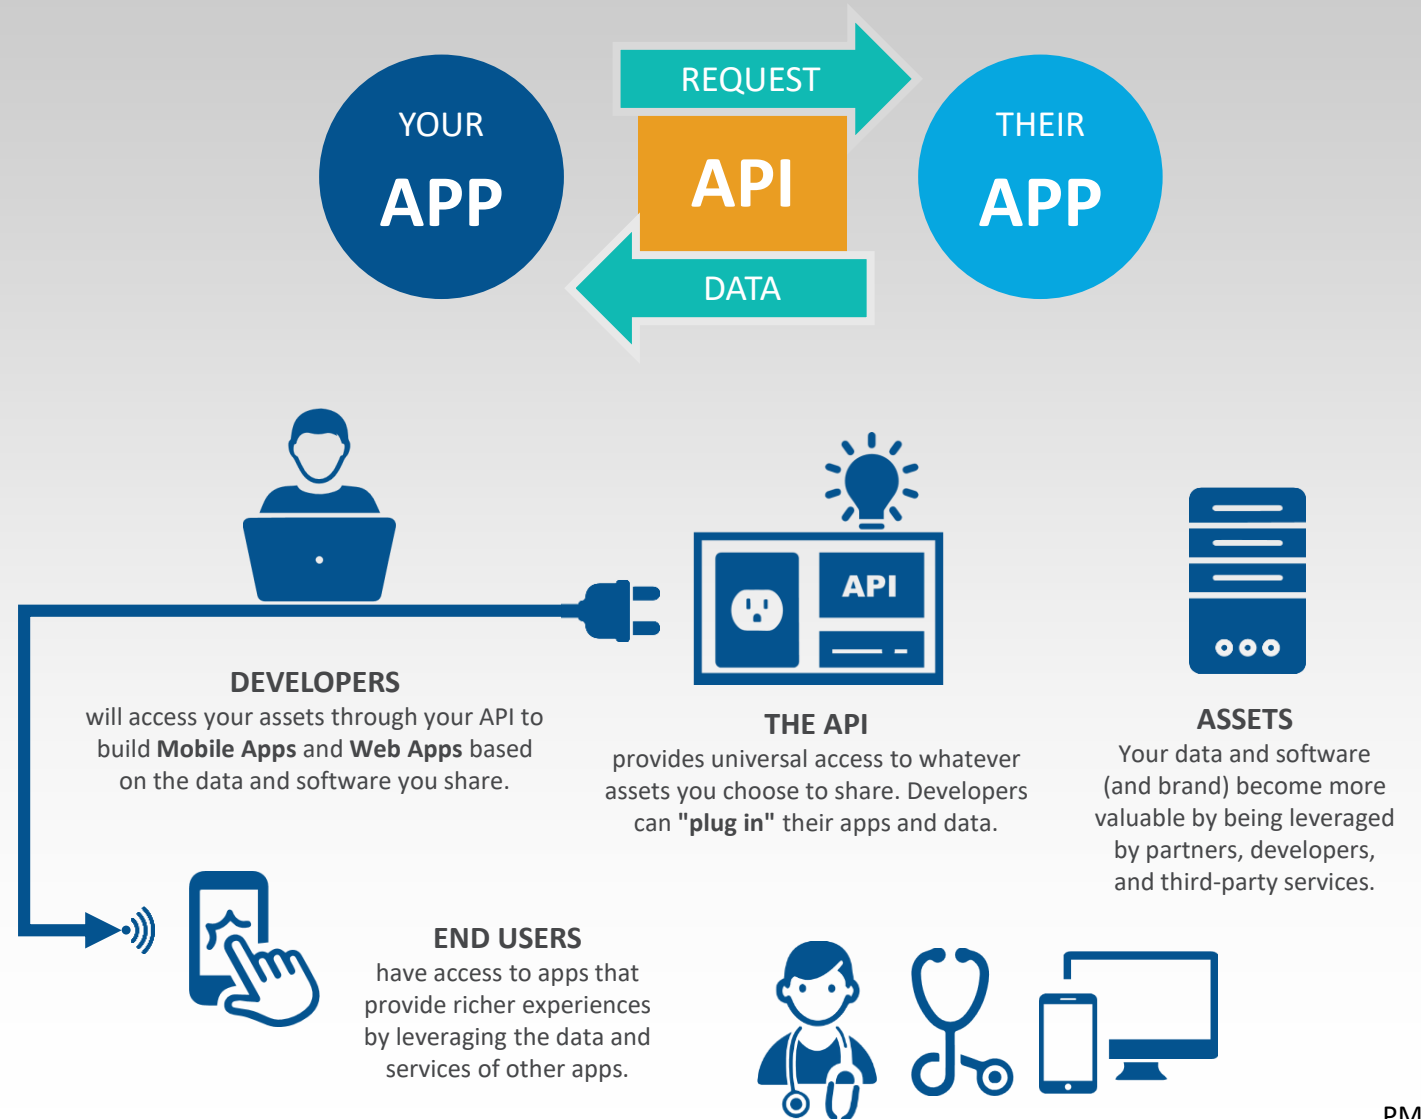 YOUR
APP
REQUEST
API
DATA
THEIR
APP
API
DEVELOPERS
will access your assets through your API to
build Mobile Apps and Web Apps based
on the data and software you share.
THE API
provides universal access to whatever
assets you choose to share. Developers
can "plug in" their apps and data.
ASSETS
Your data and software
(and brand) become more
valuable by being leveraged
by partners, developers,
and third-party services.
END USERS
have access to apps that
provide richer experiences
by leveraging the data and
services of other apps.
PM